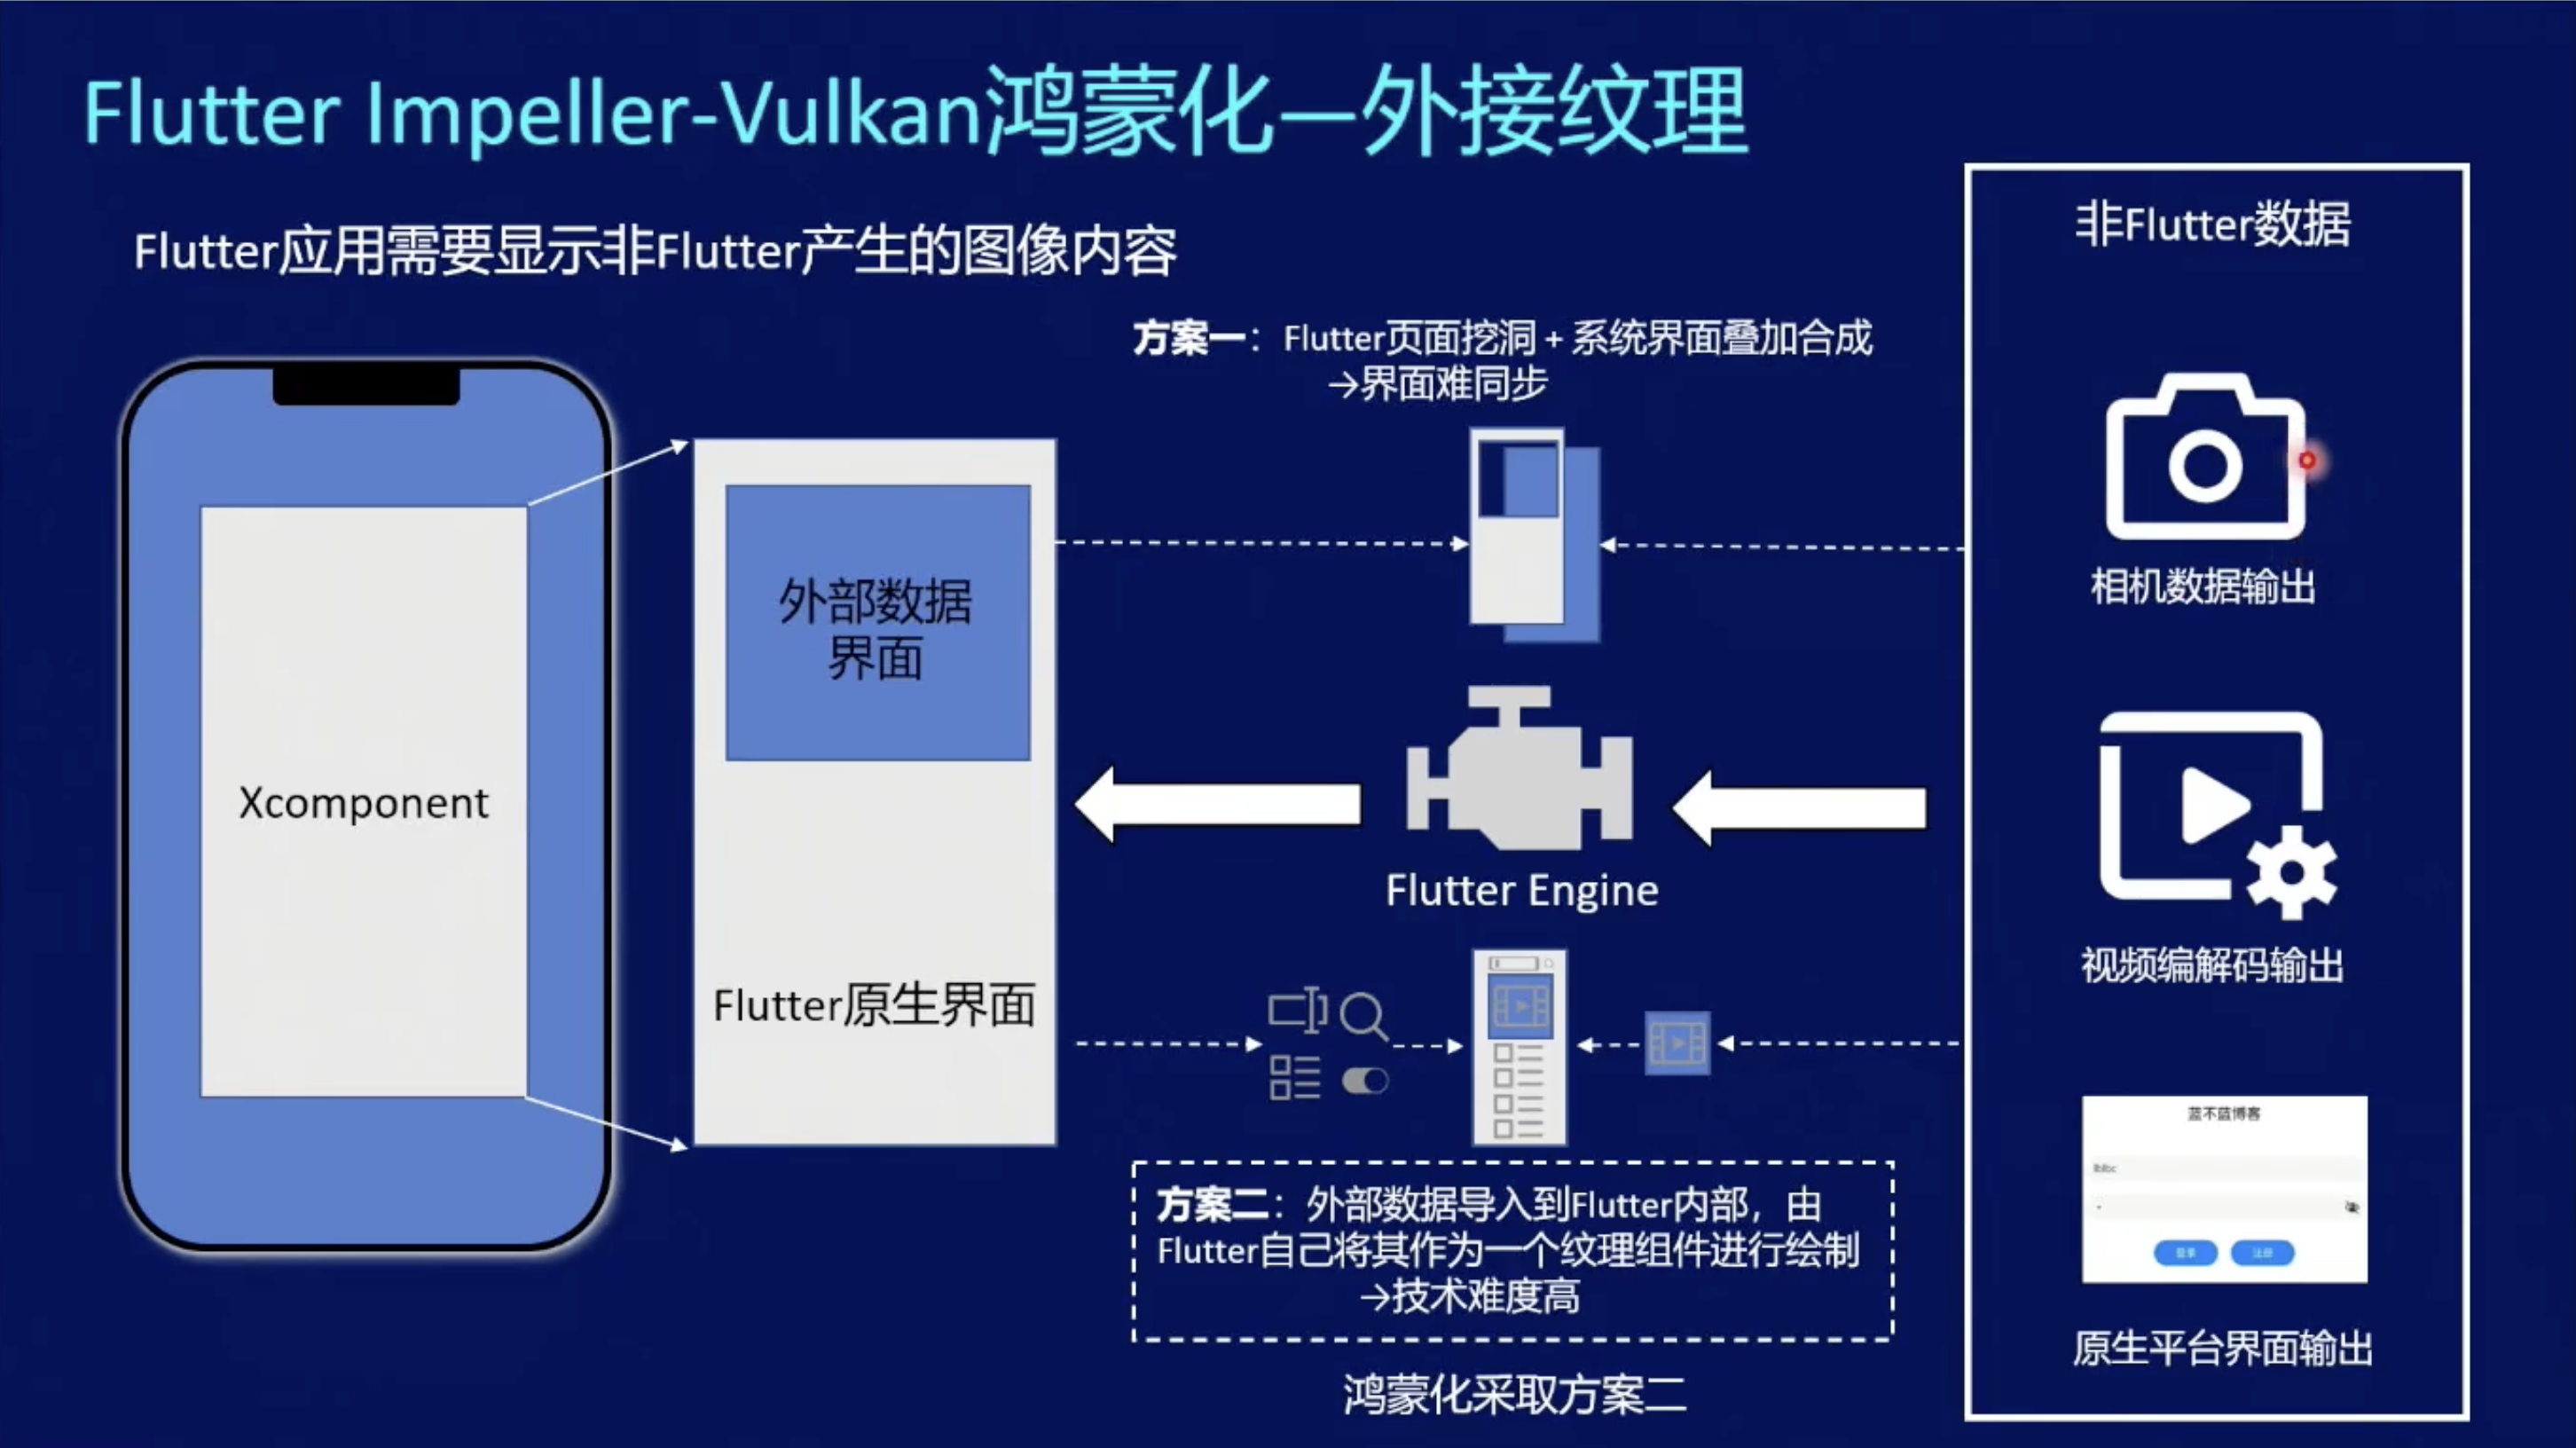 Flutter Impeller-Vulkan鸿蒙化—外接纹理
Flutter应用需要显示非Flutter产生的图像内容
方案一：Flutter页面挖洞 + 系统界面叠加合成
→界面难同步
Xcomponent
外部数据
界面
Flutter原生界面
Flutter Engine
方案二：外部数据导入到Flutter内部，由
Flutter自己将其作为一个纹理组件进行绘制
→技术难度高
鸿蒙化采取方案二
非Flutter数据
相机数据输出
视频编解码输出
蓝不蓝博客
lblbc
登录
注册
原生平台界面输出